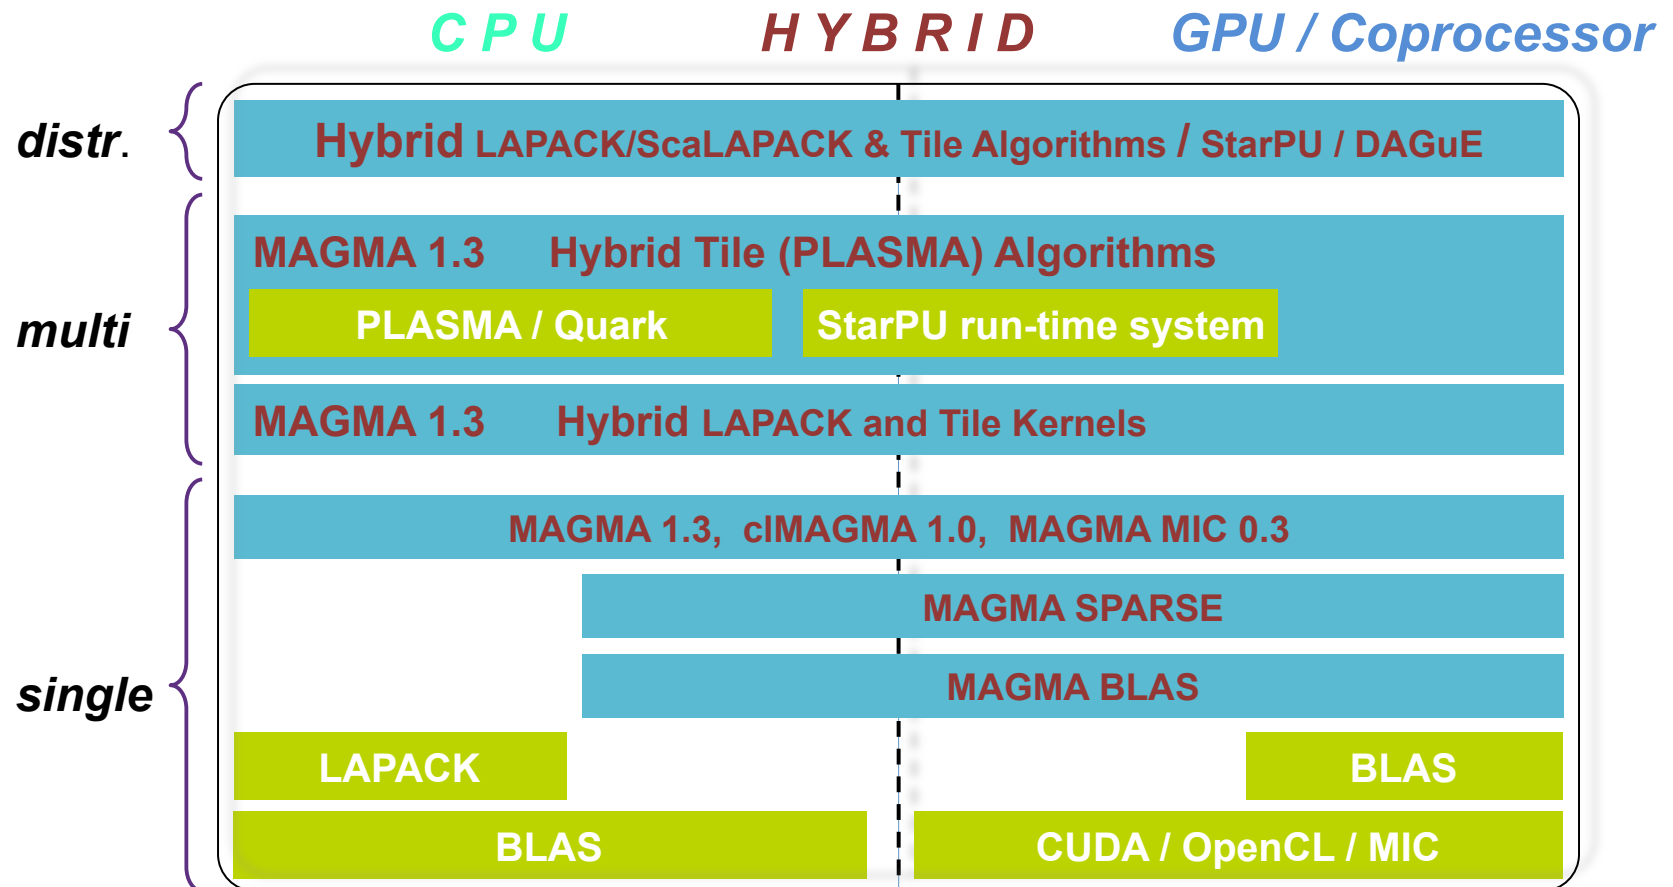 C P U H Y B R I D GPU / Coprocessor
distr.
Hybrid LAPACK/ScaLAPACK & Tile Algorithms / StarPU / DAGuE
multi
MAGMA 1.3 Hybrid Tile (PLASMA) Algorithms
PLASMA / Quark StarPU run-time system
MAGMA 1.3 Hybrid LAPACK and Tile Kernels
single
MAGMA 1.3, clMAGMA 1.0, MAGMA MIC 0.3
MAGMA SPARSE
MAGMA BLAS
LAPACK BLAS
BLAS CUDA / OpenCL / MIC